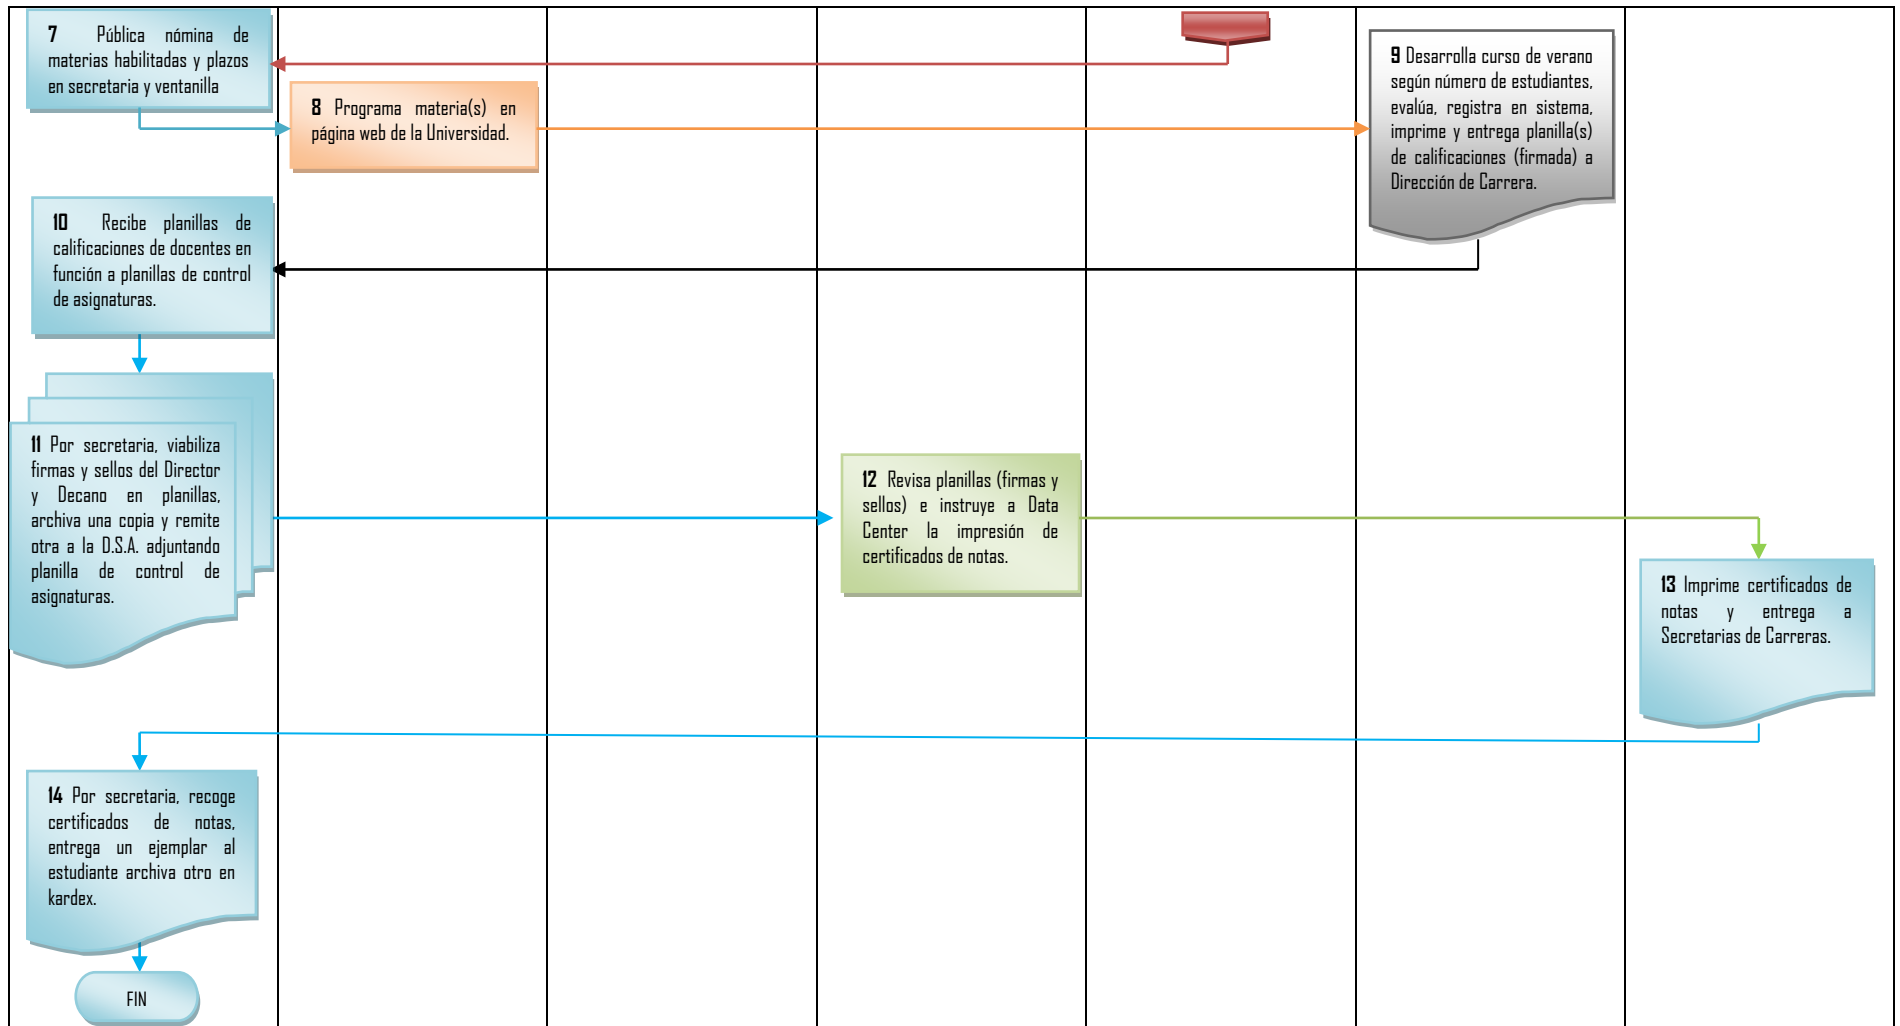 7 Pública nómina de
materias habilitadas y plazos
en secretaria y ventanilla
8 Programa materia(s) en
página web de la Universidad.
9 Desarrolla curso de verano
según número de estudiantes,
evalúa, registra en sistema,
imprime y entrega planilla(s)
de calificaciones (firmada) a
Dirección de Carrera.
10 Recibe planillas de
calificaciones de docentes en
función a planillas de control
de asignaturas.
11 Por secretaria, viabiliza
firmas y sellos del Director
y Decano en planillas,
archiva una copia y remite
otra a la D.S.A. adjuntando
planilla de control de
asignaturas.
12 Revisa planillas (firmas y
sellos) e instruye a Data
Center la impresión de
certificados de notas.
13 Imprime certificados de
notas y entrega a
Secretarias de Carreras.
14 Por secretaria, recoge
certificados de notas,
entrega un ejemplar al
estudiante archiva otro en
kardex.
FIN